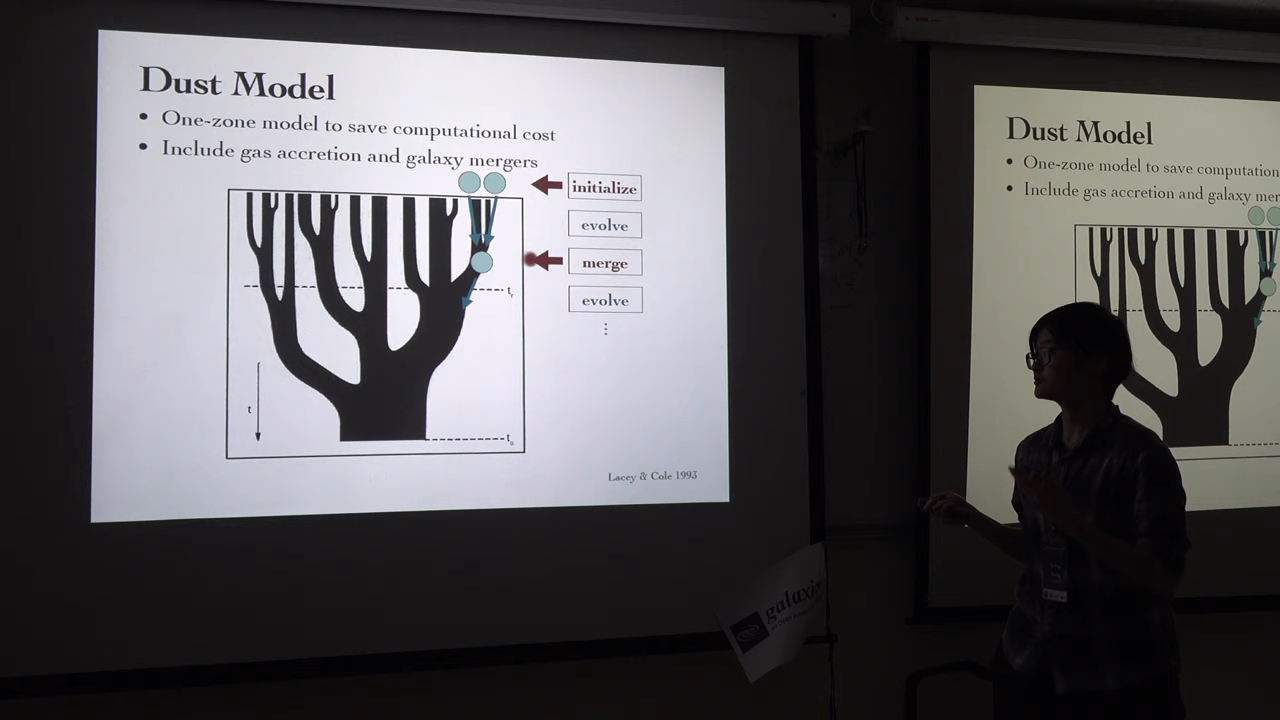 Dust Model
• One-zone model to save computational cost
• Include gas accretion and galaxy mergers
initialize
evolve
merge
evolve
⋮
t
Lacey & Cole 1993
Dust Model
• One-zone model to save computation
• Include gas accretion and galaxy mer